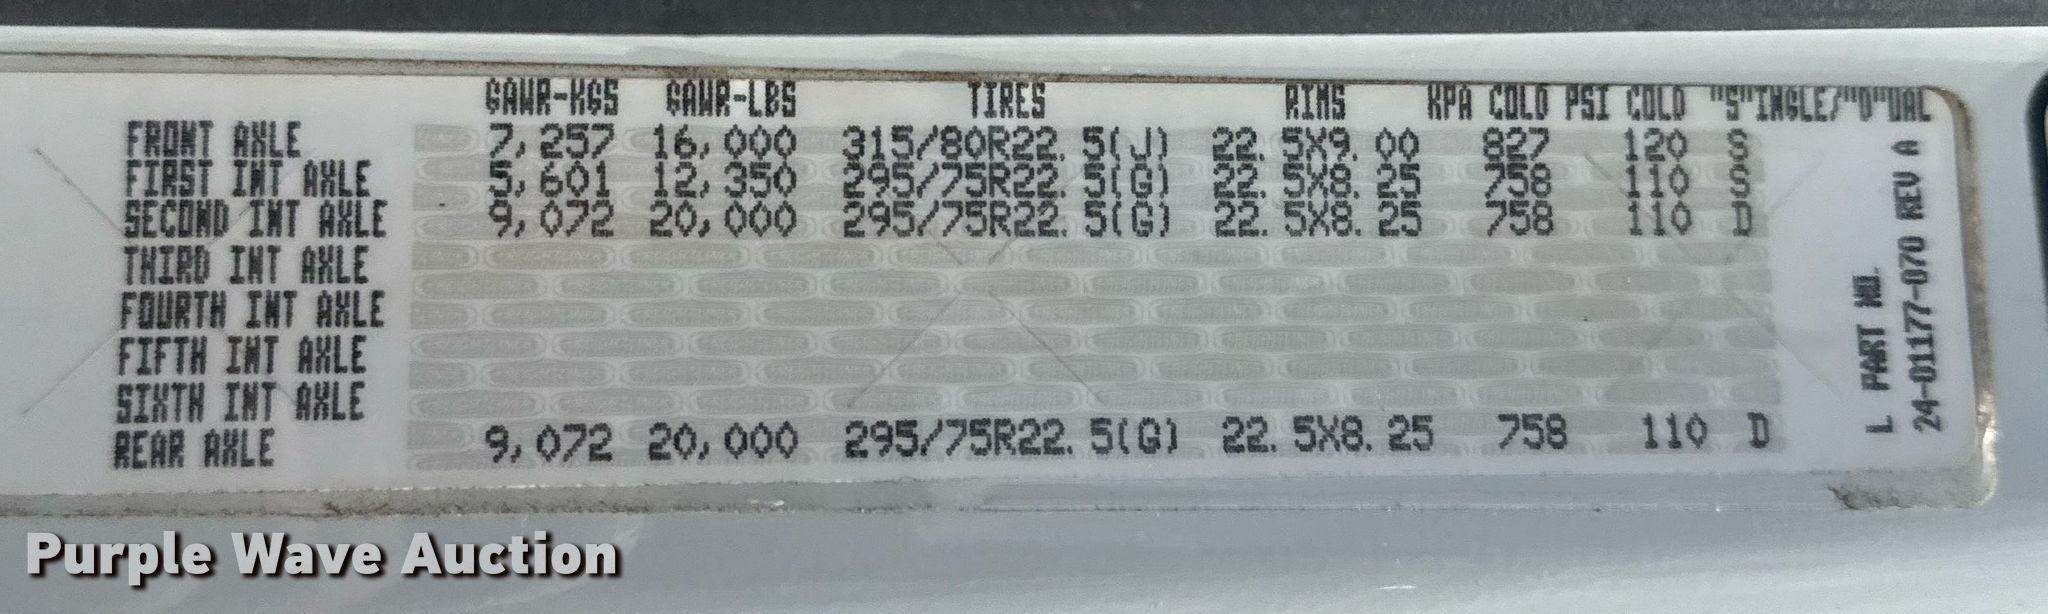 GAWR-KGS GAWR-LBS TIRES RIMS KPA COLD PSI COLD "S"INGLE/"D"UAL
FRONT AXLE 7,257 16,000 315/80R22.5(J) 22.5X9.00 827 120 S
FIRST INT AXLE 5,601 12,350 295/75R22.5(G) 22.5X8.25 758 110 S
SECOND INT AXLE 9,072 20,000 295/75R22.5(G) 22.5X8.25 758 110 D
THIRD INT AXLE
FOURTH INT AXLE
FIFTH INT AXLE
SIXTH INT AXLE
REAR AXLE 9,072 20,000 295/75R22.5(G) 22.5X8.25 758 110 D
L PART NO.
24-01177-070 REV A
Purple Wave Auction